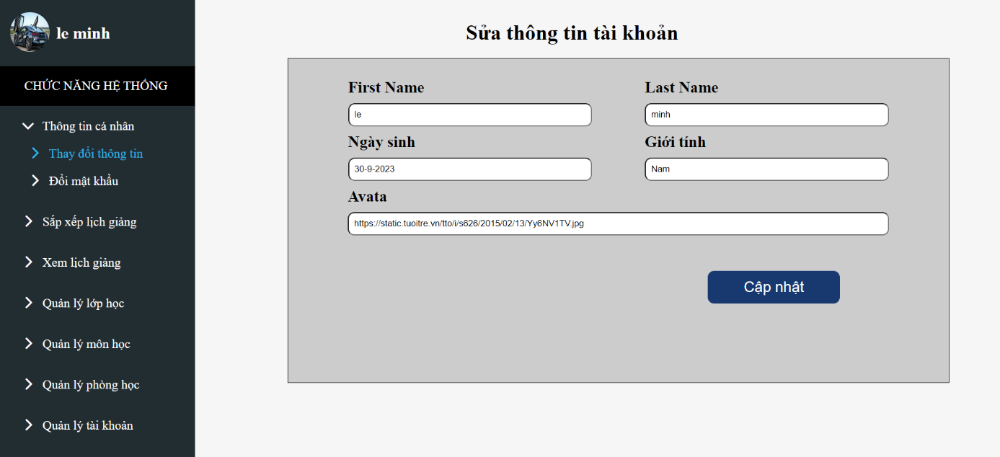 le minh
CHỨC NĂNG HỆ THỐNG
Thông tin cá nhân
Thay đổi thông tin
Đổi mật khẩu
Sắp xếp lịch giảng
Xem lịch giảng
Quản lý lớp học
Quản lý môn học
Quản lý phòng học
Quản lý tài khoản
Sửa thông tin tài khoản
First Name
Last Name
le
minh
Ngày sinh
Giới tính
30-9-2023
Nam
Avata
https://static.tuoitre.vn/tto/i/s626/2015/02/13/Yy6NV1TV.jpg
Cập nhật